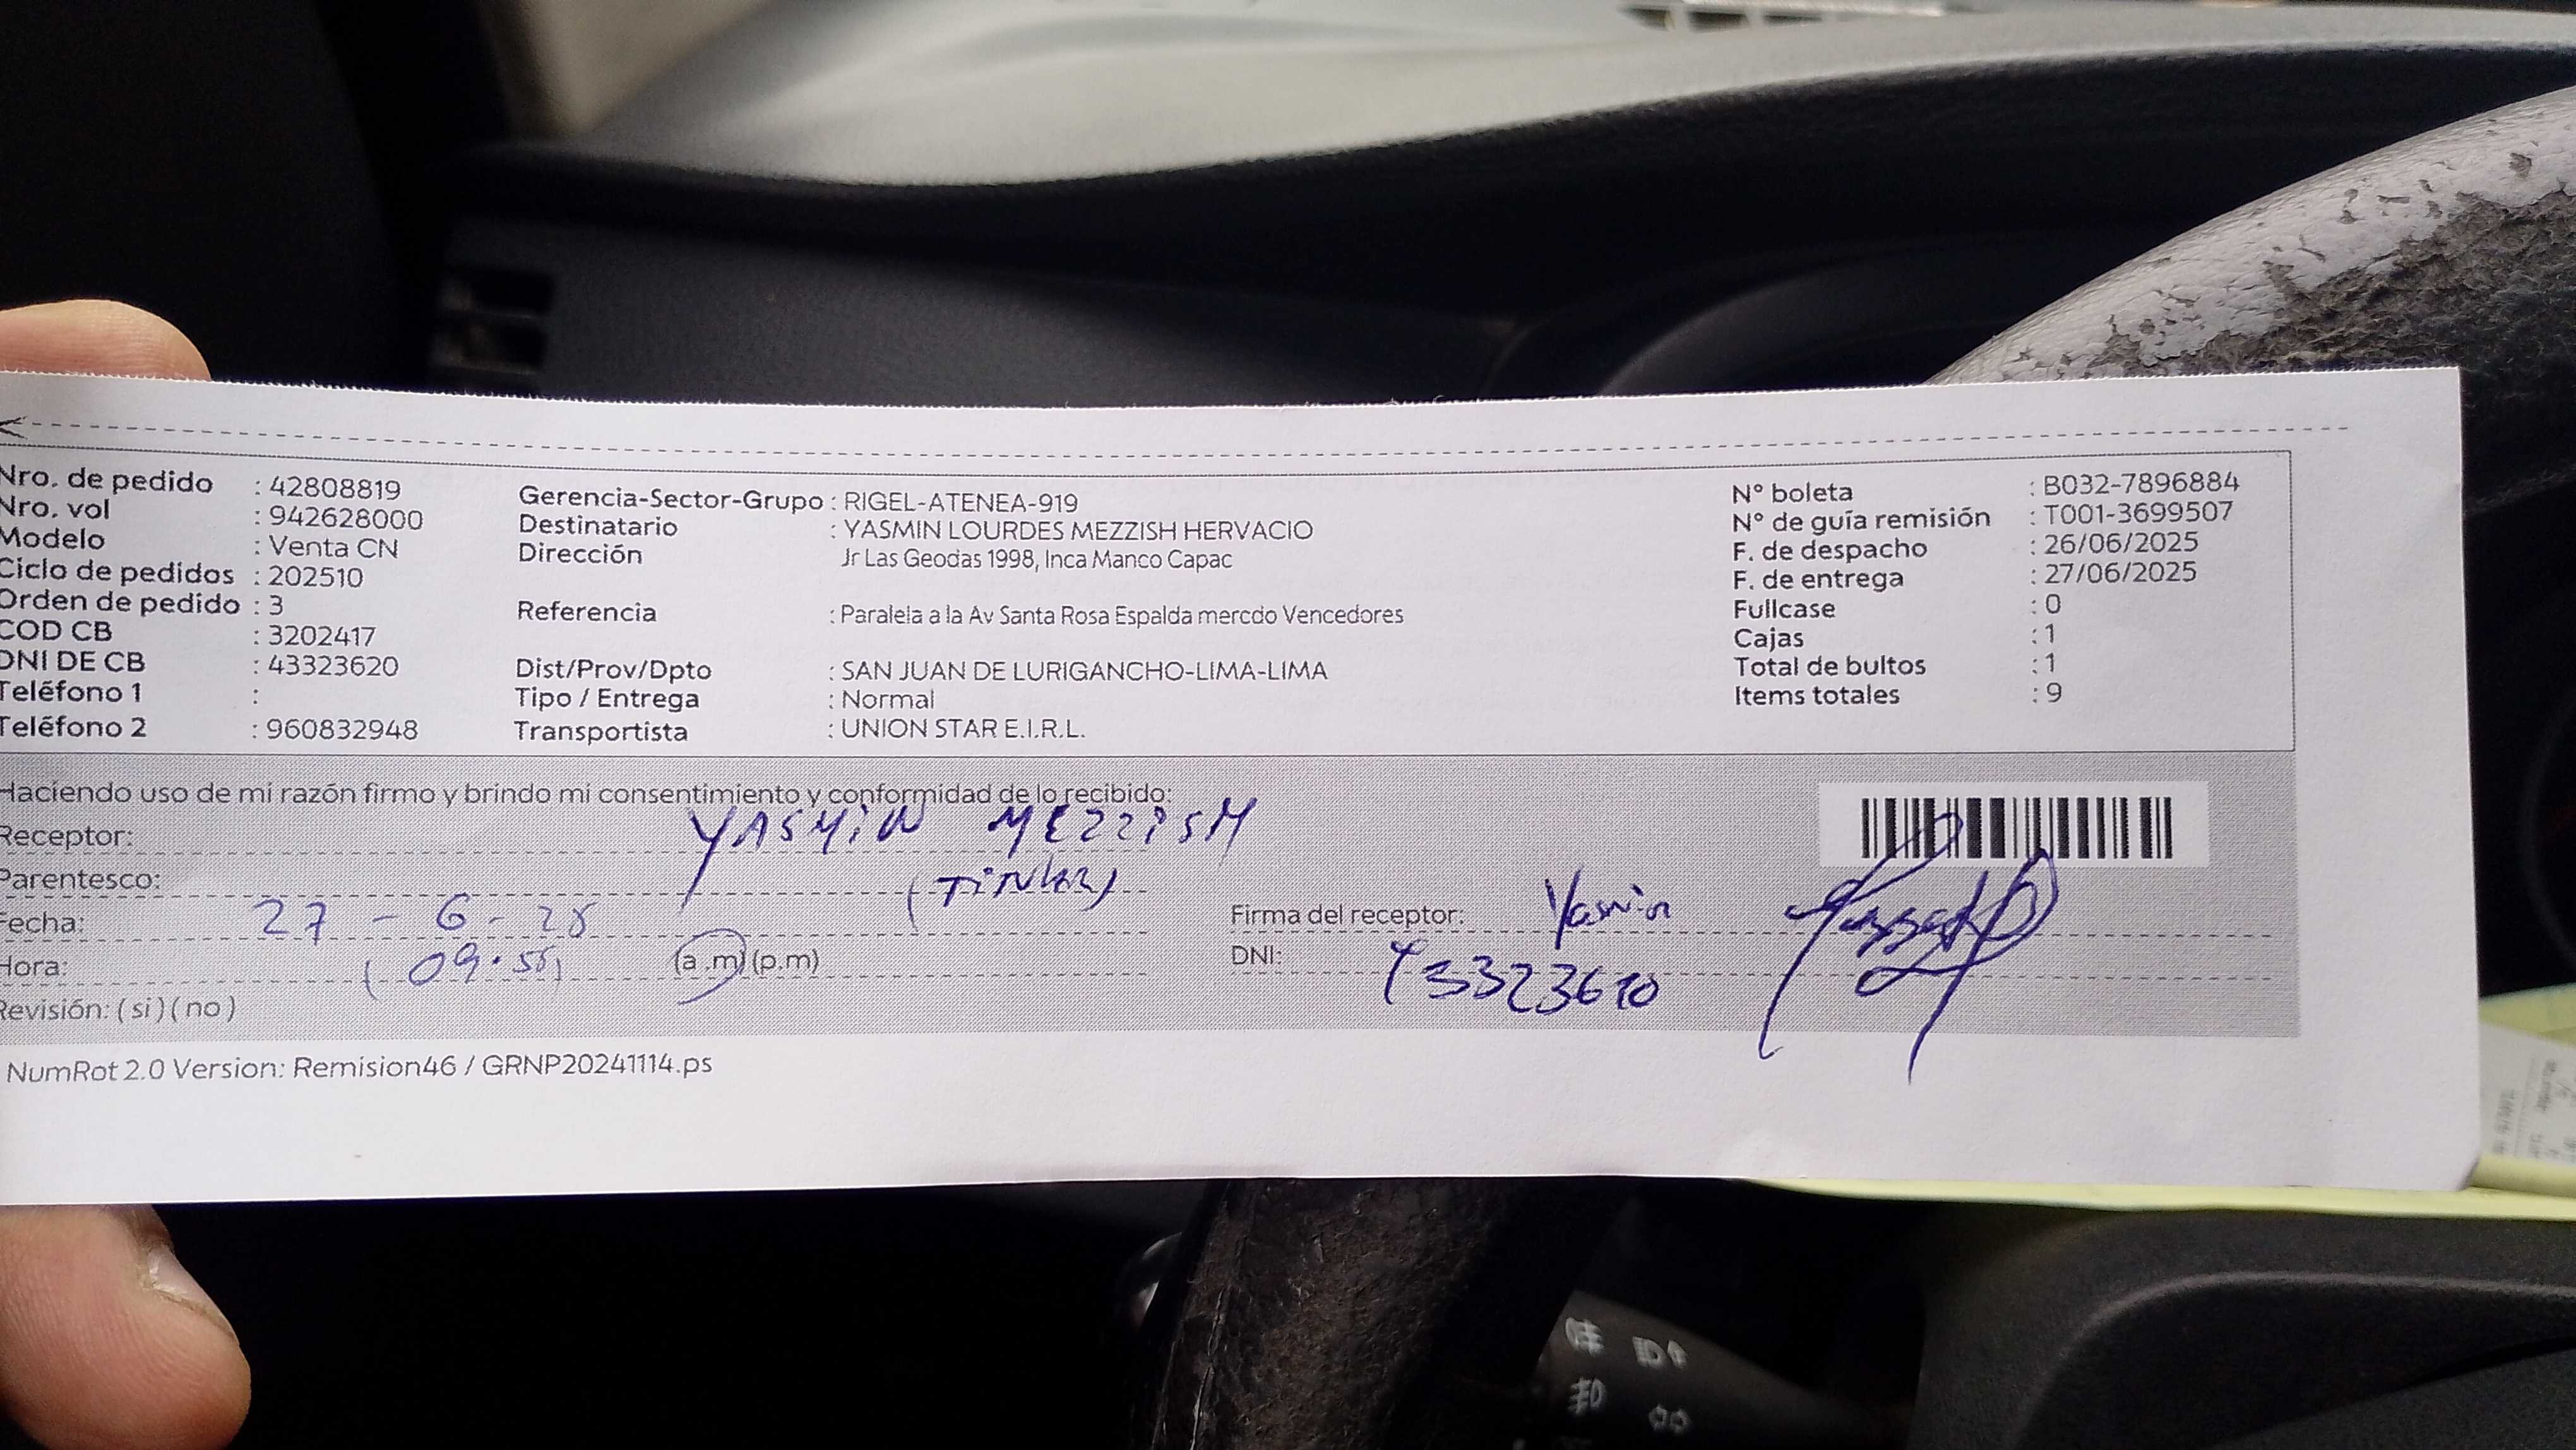 Nro. de pedido : 42808819
Nro. vol : 942628000
Modelo : Venta CN
Ciclo de pedidos : 202510
Orden de pedido : 3
COD CB : 3202417
DNI DE CB : 43323620
Teléfono 1 :
Teléfono 2 : 960832948
Gerencia-Sector-Grupo : RIGEL-ATENEA-919
Destinatario : YASMIN LOURDES MEZZISH HERVACIO
Dirección Jr Las Geodas 1998, Inca Manco Capac
Referencia : Paralela a la Av Santa Rosa Espalda mercdo Vencedores
Dist/Prov/Dpto : SAN JUAN DE LURIGANCHO-LIMA-LIMA
Tipo / Entrega : Normal
Transportista : UNION STAR E.I.R.L.
N° boleta : B032-7896884
N° de guía remisión : T001-3699507
F. de despacho : 26/06/2025
F. de entrega : 27/06/2025
Fullcase : 0
Cajas : 1
Total de bultos : 1
Items totales : 9
Haciendo uso de mi razón firmo y brindo mi consentimiento y conformidad de lo recibido:
Receptor: YASMIN MEZZISH
Parentesco: (TITULAR)
Fecha: 27 - 6 - 25
Hora: (09.55) (a.m) (p.m)
Revisión: ( si ) ( no )
Firma del receptor: Yasmin
DNI: 43323620
NumRot 2.0 Version: Remision46 / GRNP20241114.ps